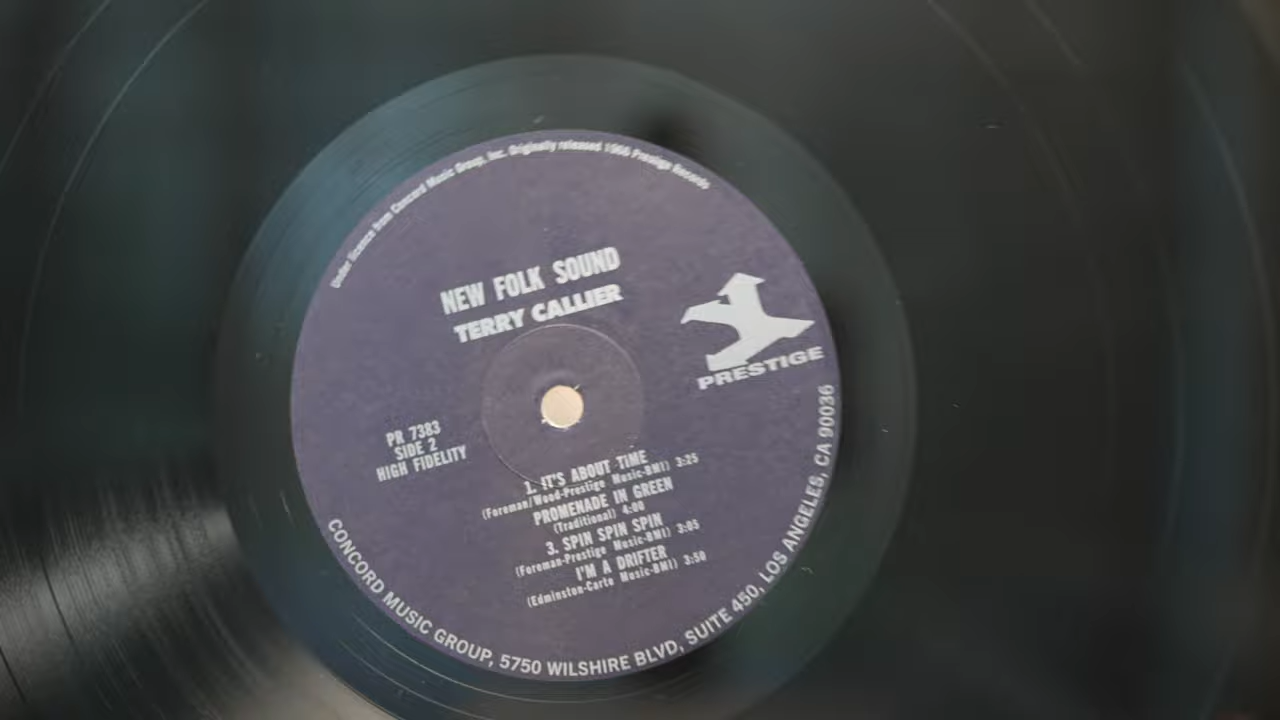 Under licence from Concord Music Group, Inc. Originally released 1966 Prestige Records
NEW FOLK SOUND
TERRY CALLIER
PRESTIGE
PR 7383
SIDE 2
HIGH FIDELITY
1. IT'S ABOUT TIME
(Foreman/Wood-Prestige Music-BMI) 3:25
PROMENADE IN GREEN
(Traditional) 4:00
3. SPIN SPIN SPIN
(Foreman-Prestige Music-BMI) 3:05
I'M A DRIFTER
(Edminston-Carte Music-BMI) 3:50
CONCORD MUSIC GROUP, 5750 WILSHIRE BLVD, SUITE 450, LOS ANGELES, CA 90036